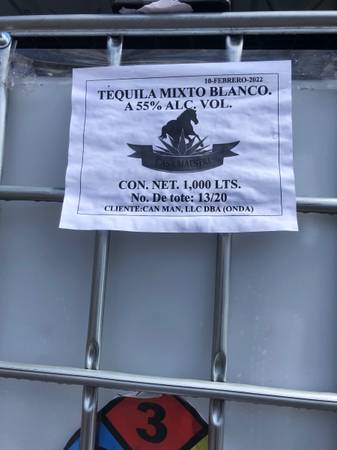 10-FEBRERO-2022
TEQUILA MIXTO BLANCO.
A 55% ALC. VOL.
CON. NET. 1,000 LTS.
No. De tote: 13/20
CLIENTE:CAN MAN, LLC DBA (ONDA)
3